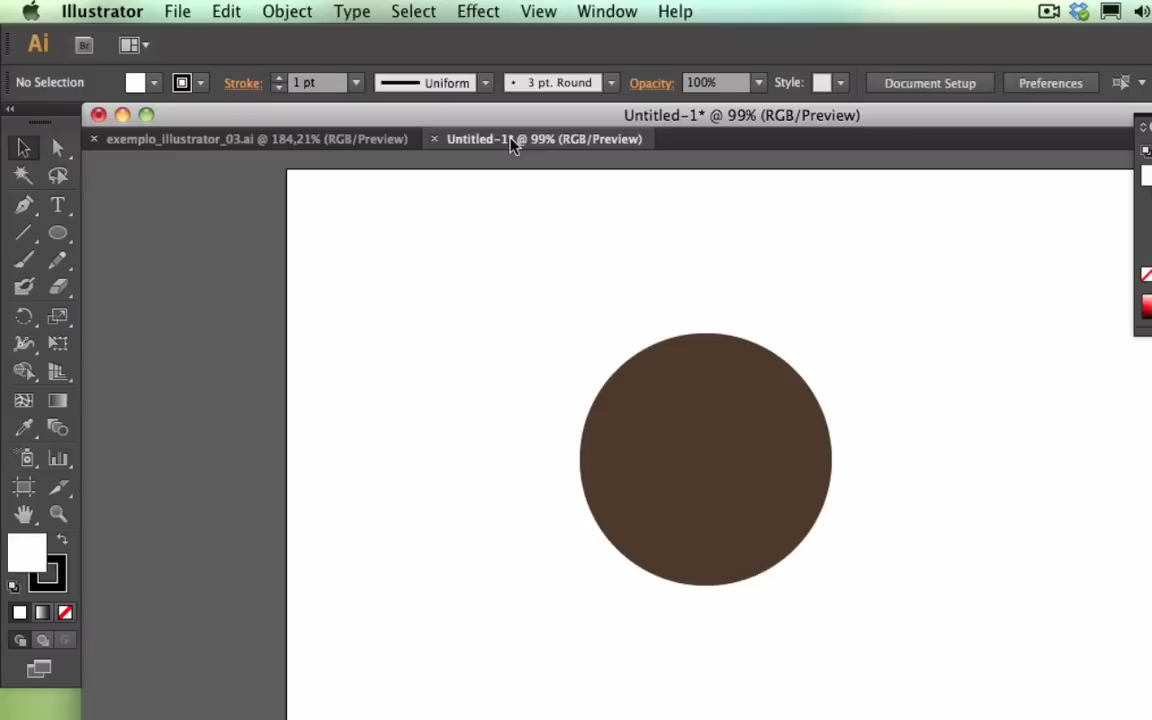 Illustrator File Edit Object Type Select Effect View Window Help
Ai Br
No Selection Stroke: 1 pt Uniform 3 pt. Round Opacity: 100% Style: Document Setup Preferences
Untitled-1* @ 99% (RGB/Preview)
exemplo_illustrator_03.ai @ 184,21% (RGB/Preview) Untitled-1* @ 99% (RGB/Preview)
T